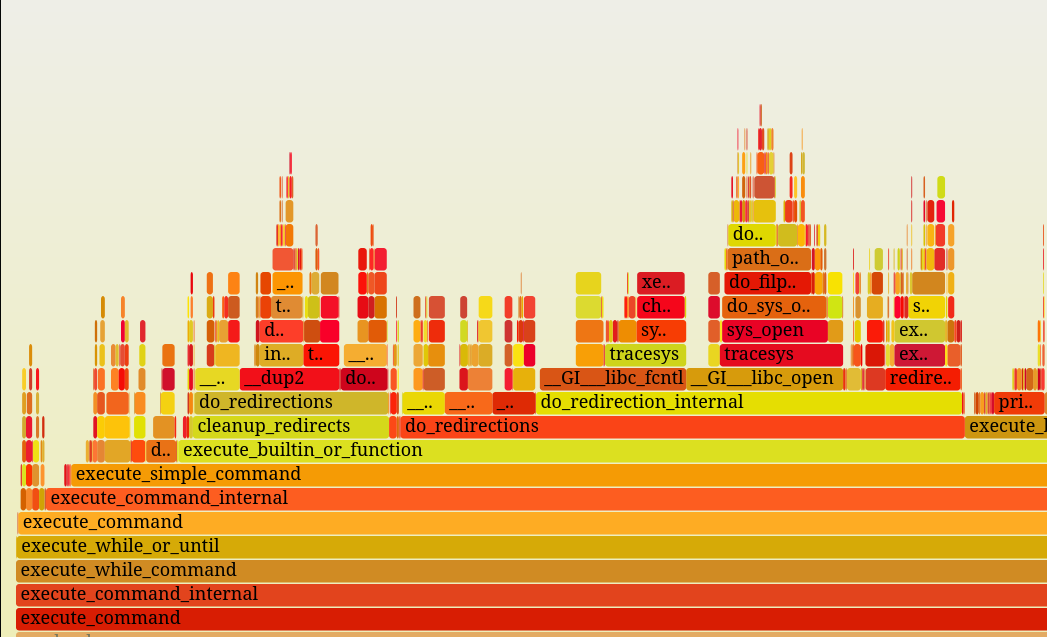 do..
path_o..
_.. xe.. do_filp..
t.. ch.. do_sys_o.. s..
d.. sy.. sys_open ex..
in.. t.. __.. tracesys tracesys ex..
__.. __dup2 do.. __GI___libc_fcntl __GI___libc_open redire..
do_redirections __.. __.. _.. do_redirection_internal pri..
cleanup_redirects do_redirections
d.. execute_builtin_or_function
execute_simple_command
execute_command_internal
execute_command
execute_while_or_until
execute_while_command
execute_command_internal
execute_command